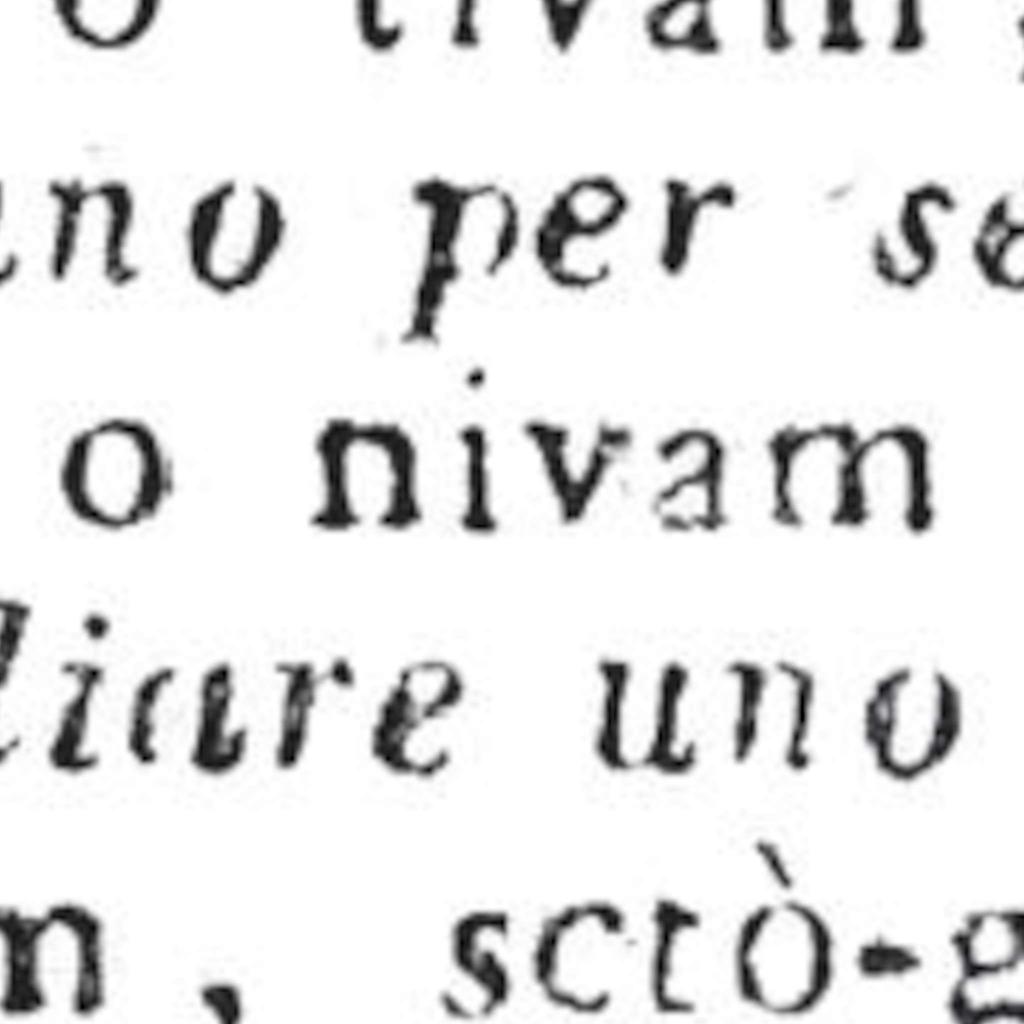 o tivam,
uno per se
o nivam
liare uno
m, sctò-g